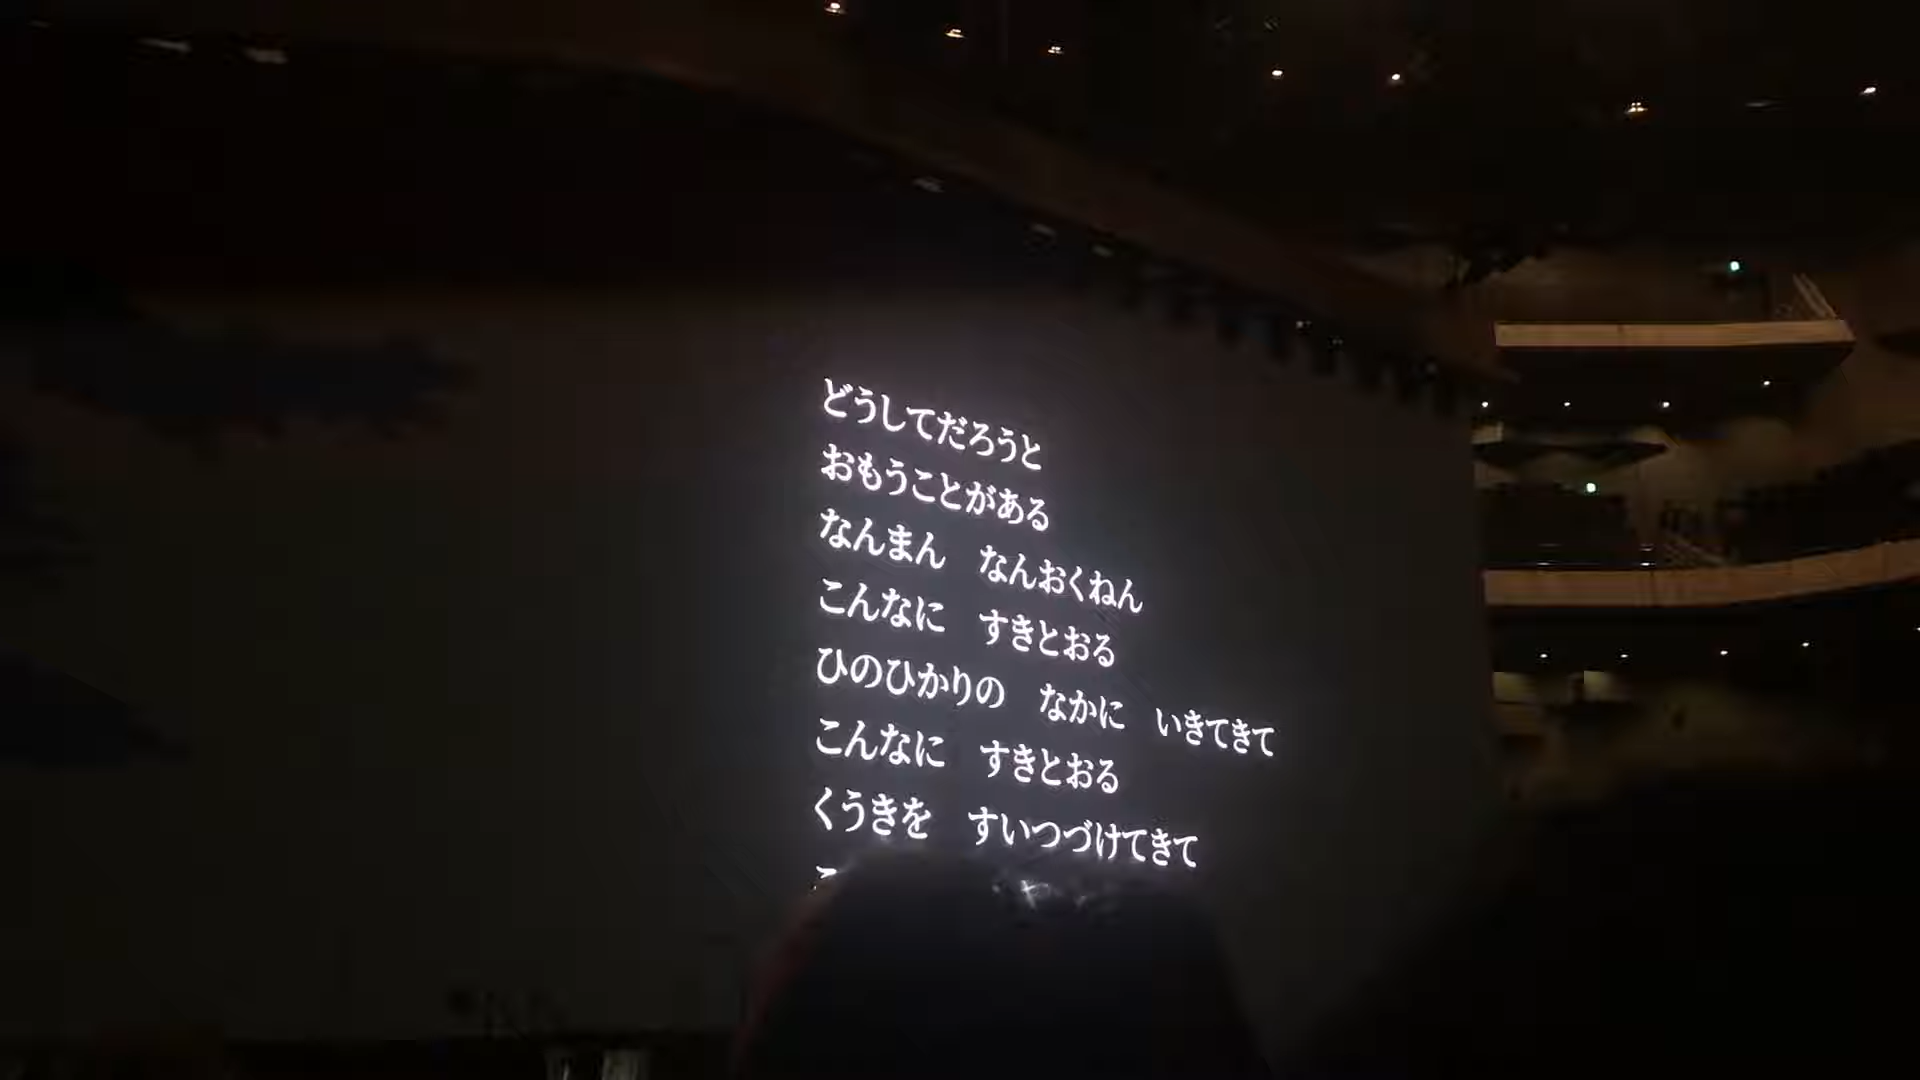 どうしてだろうと
おもうことがある
なんまん　なんおくねん
こんなに　すきとおる
ひのひかりの　なかに　いきてきて
こんなに　すきとおる
くうきを　すいつづけてきて